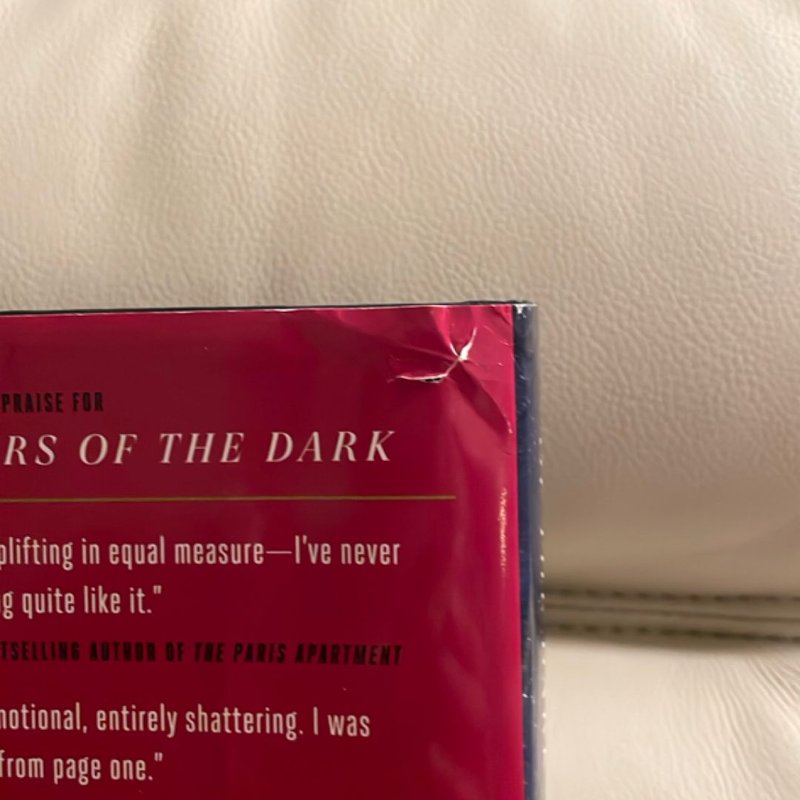 PRAISE FOR
RS OF THE DARK
plifting in equal measure—I've never
g quite like it."
TSELLING AUTHOR OF THE PARIS APARTMENT
notional, entirely shattering. I was
from page one."